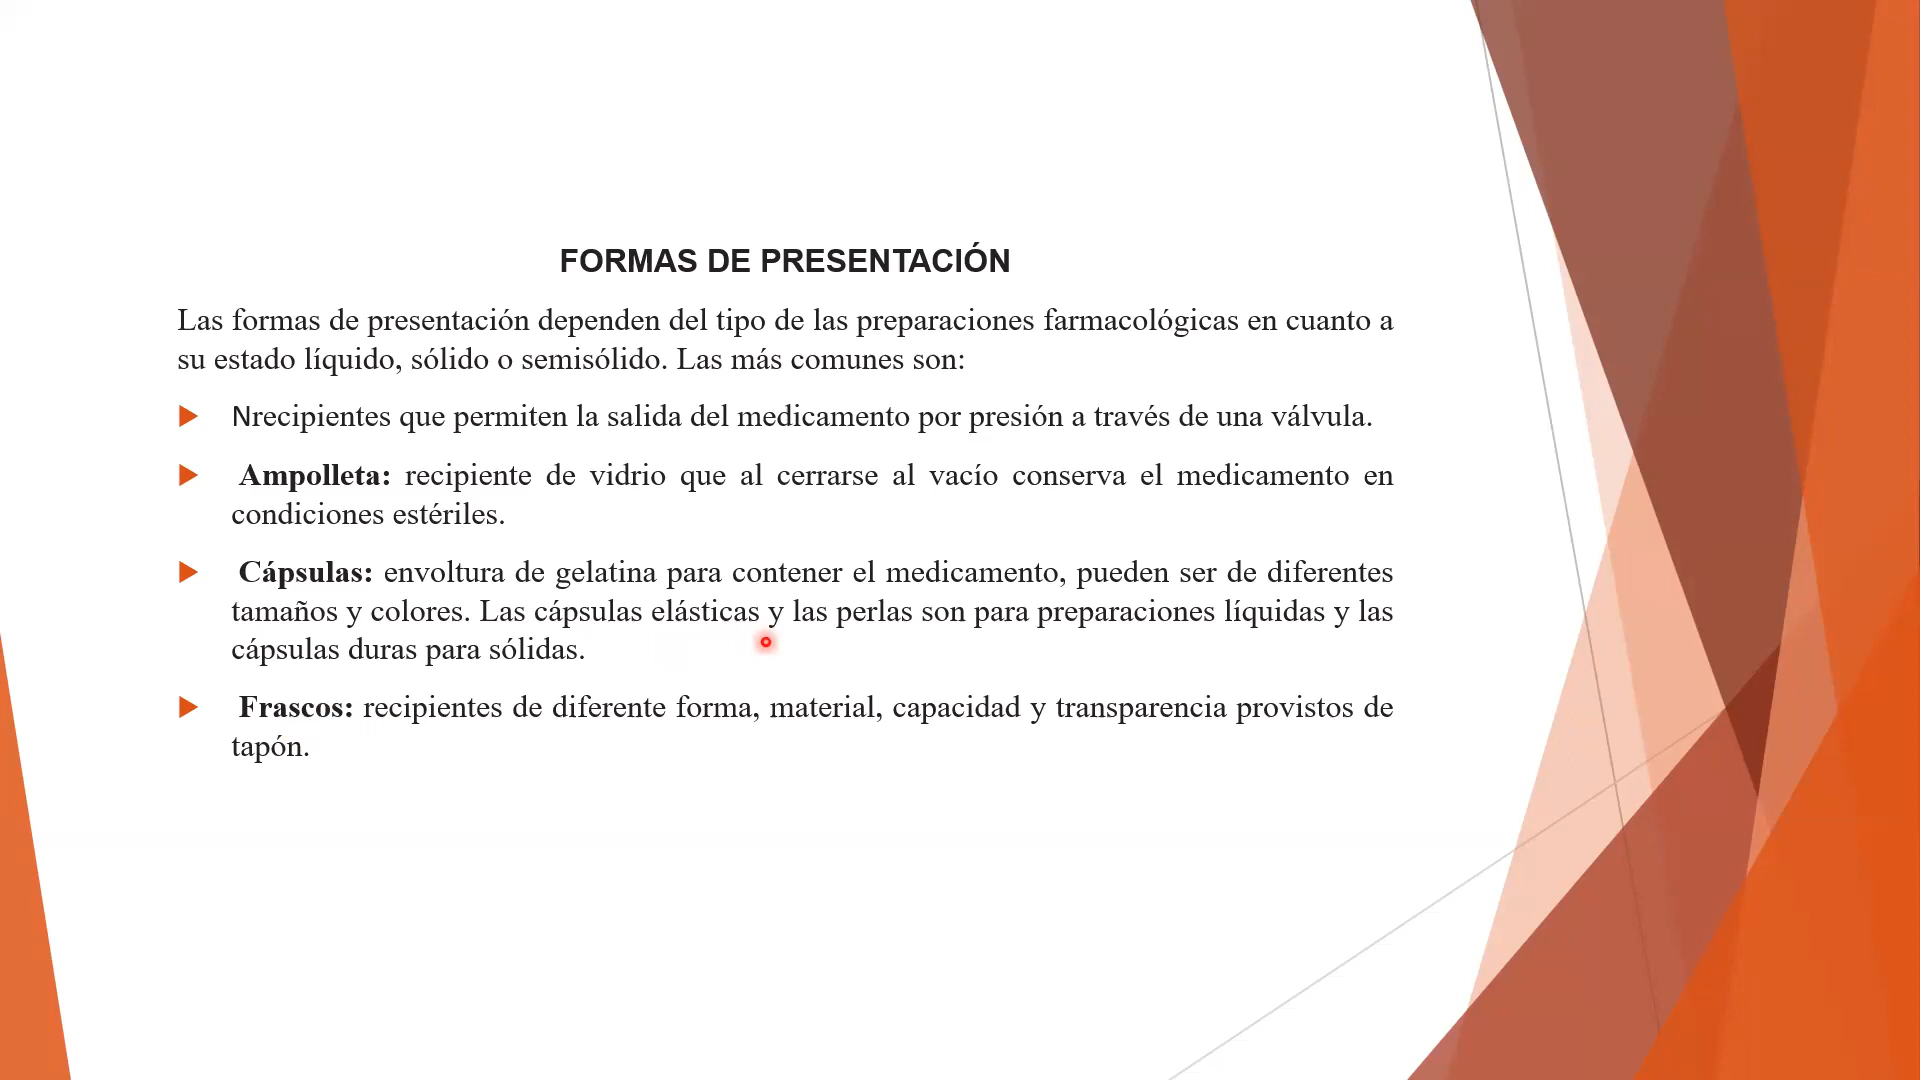 FORMAS DE PRESENTACIÓN
Las formas de presentación dependen del tipo de las preparaciones farmacológicas en cuanto a
su estado líquido, sólido o semisólido. Las más comunes son:
Nrecipientes que permiten la salida del medicamento por presión a través de una válvula.
Ampolleta: recipiente de vidrio que al cerrarse al vacío conserva el medicamento en
condiciones estériles.
Cápsulas: envoltura de gelatina para contener el medicamento, pueden ser de diferentes
tamaños y colores. Las cápsulas elásticas y las perlas son para preparaciones líquidas y las
cápsulas duras para sólidas.
Frascos: recipientes de diferente forma, material, capacidad y transparencia provistos de
tapón.